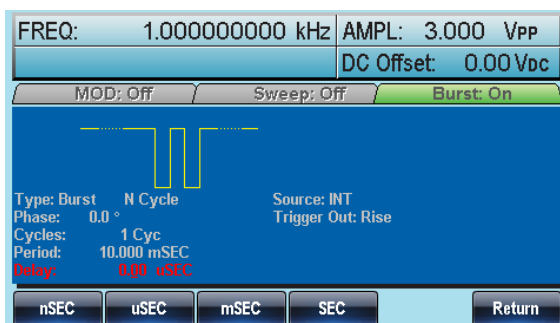 FREQ: 1.000000000 kHz AMPL: 3.000 VPP
DC Offset: 0.00 VDC
MOD: Off Sweep: Off Burst: On
Type: Burst N Cycle Source: INT
Phase: 0.0 ° Trigger Out: Rise
Cycles: 1 Cyc
Period: 10.000 mSEC
Delay: 0.00 uSEC
nSEC uSEC mSEC SEC Return